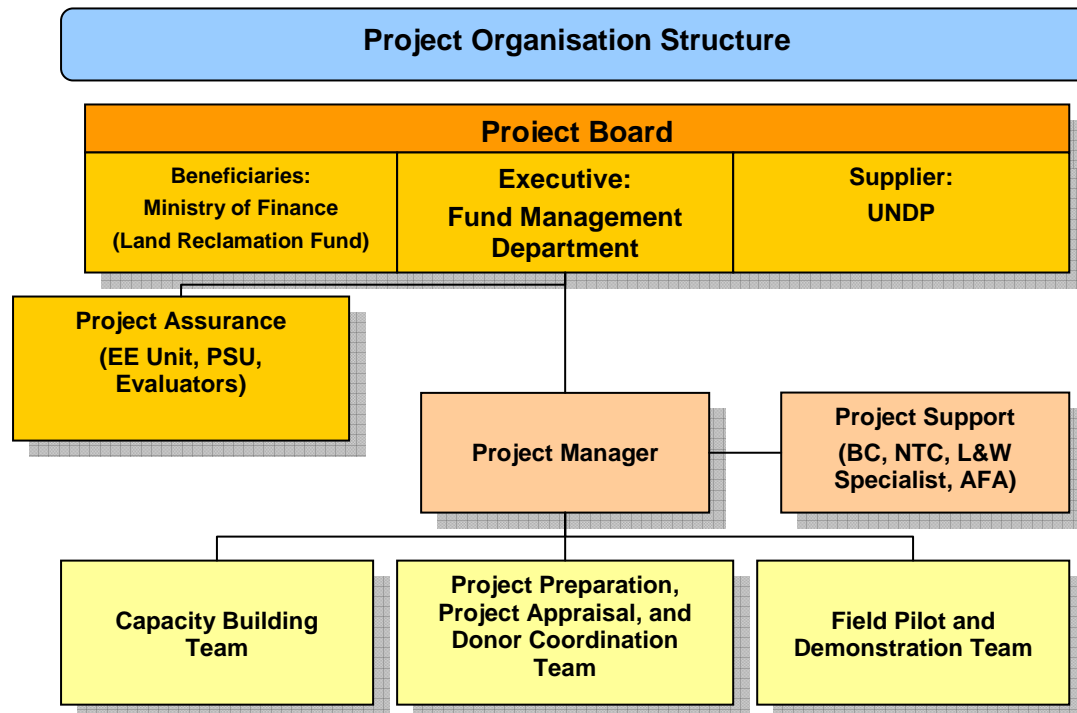 Project Organisation Structure
Project Board
Beneficiaries:
Ministry of Finance
(Land Reclamation Fund)
Executive:
Fund Management
Department
Supplier:
UNDP
Project Assurance
(EE Unit, PSU,
Evaluators)
Project Manager
Project Support
(BC, NTC, L&W
Specialist, AFA)
Capacity Building
Team
Project Preparation,
Project Appraisal, and
Donor Coordination
Team
Field Pilot and
Demonstration Team